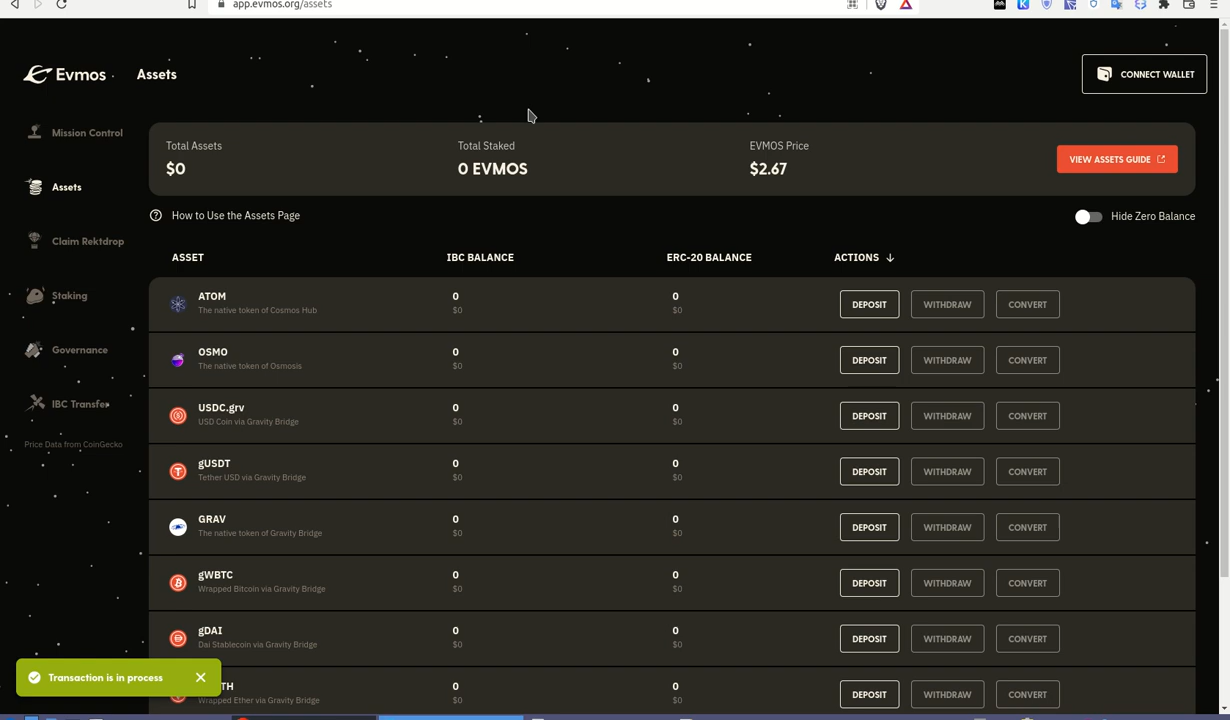 app.evmos.org/assets
Evmos
Assets
CONNECT WALLET
Mission Control
Assets
Claim Rektdrop
Staking
Governance
IBC Transfer
Price Data from CoinGecko
Total Assets
$0
Total Staked
0 EVMOS
EVMOS Price
$2.67
VIEW ASSETS GUIDE
How to Use the Assets Page
Hide Zero Balance
ASSET IBC BALANCE ERC-20 BALANCE ACTIONS ↓
ATOM 0 0 DEPOSIT WITHDRAW CONVERT
The native token of Cosmos Hub $0 $0
OSMO 0 0 DEPOSIT WITHDRAW CONVERT
The native token of Osmosis $0 $0
USDC.grv 0 0 DEPOSIT WITHDRAW CONVERT
USD Coin via Gravity Bridge $0 $0
gUSDT 0 0 DEPOSIT WITHDRAW CONVERT
Tether USD via Gravity Bridge $0 $0
GRAV 0 0 DEPOSIT WITHDRAW CONVERT
The native token of Gravity Bridge $0 $0
gWBTC 0 0 DEPOSIT WITHDRAW CONVERT
Wrapped Bitcoin via Gravity Bridge $0 $0
gDAI 0 0 DEPOSIT WITHDRAW CONVERT
Dai Stablecoin via Gravity Bridge $0 $0
TH 0 0 DEPOSIT WITHDRAW CONVERT
Wrapped Ether via Gravity Bridge $0 $0
Transaction is in process